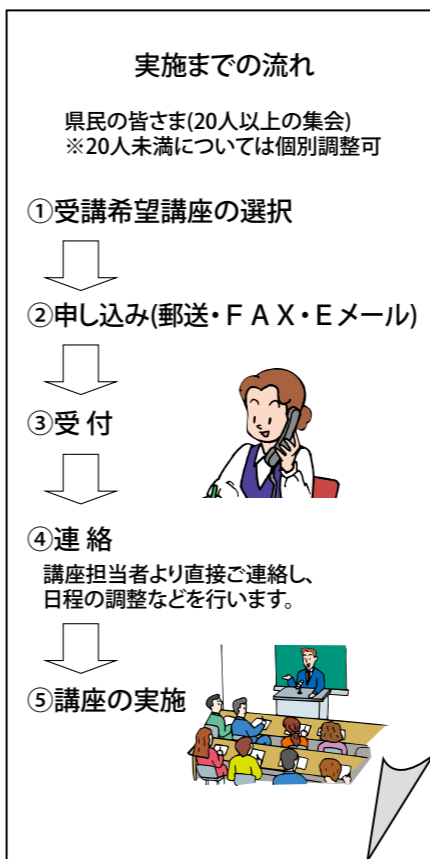 実施までの流れ
県民の皆さま(20人以上の集会)
※20人未満については個別調整可
①受講希望講座の選択
②申し込み(郵送・ＦＡＸ・Ｅメール)
③受 付
④連 絡
講座担当者より直接ご連絡し、
日程の調整などを行います。
⑤講座の実施